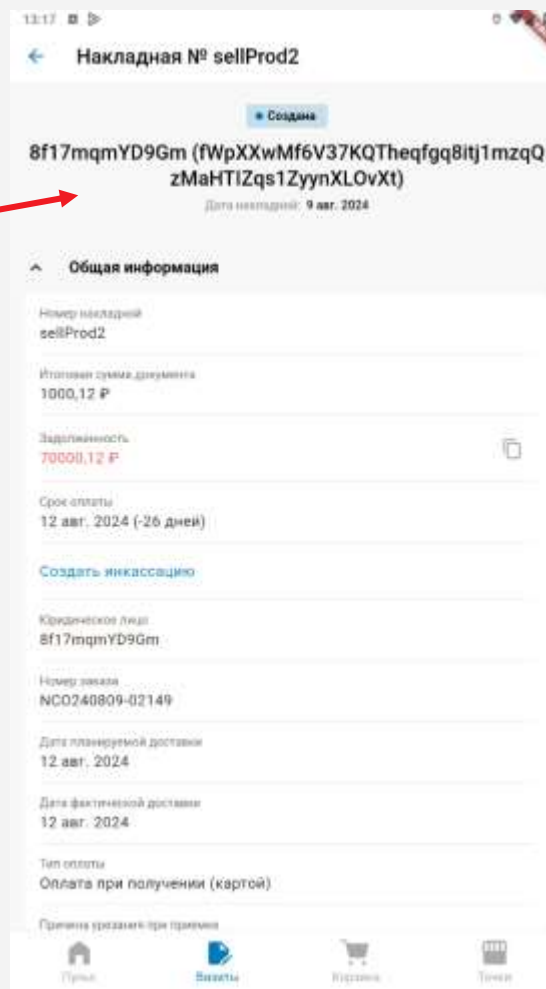 13:17
Накладная № sellProd2
Создана
8f17mqmYD9Gm (fWpXXwMf6V37KQTheqfgq8itj1mzqQ
zMaHTIZqs1ZyynXLOvXt)
Дата накладной: 9 авг. 2024
Общая информация
Номер накладной
sellProd2
Итоговая сумма документа
1000,12 ₽
Задолженность
70000,12 ₽
Срок оплаты
12 авг. 2024 (-26 дней)
Создать инкассацию
Юридическое лицо
8f17mqmYD9Gm
Номер заказа
NCO240809-02149
Дата планируемой доставки
12 авг. 2024
Дата фактической доставки
12 авг. 2024
Тип оплаты
Оплата при получении (картой)
Причина урезания при приемке
Пульс Визиты Корзина Точки